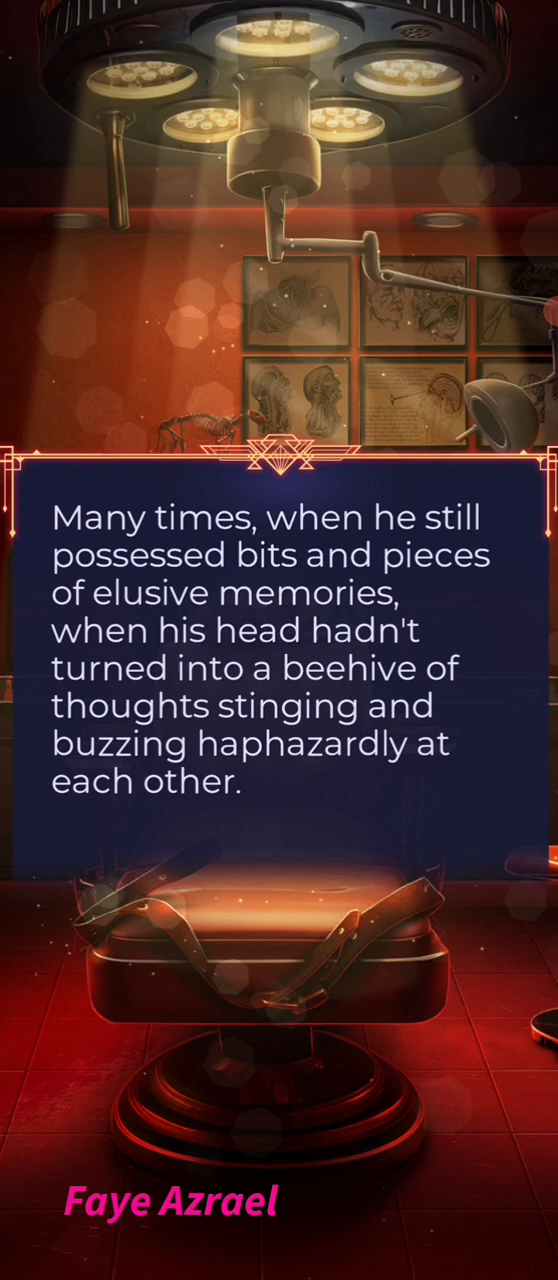 Many times, when he still
possessed bits and pieces
of elusive memories,
when his head hadn't
turned into a beehive of
thoughts stinging and
buzzing haphazardly at
each other.
Faye Azrael